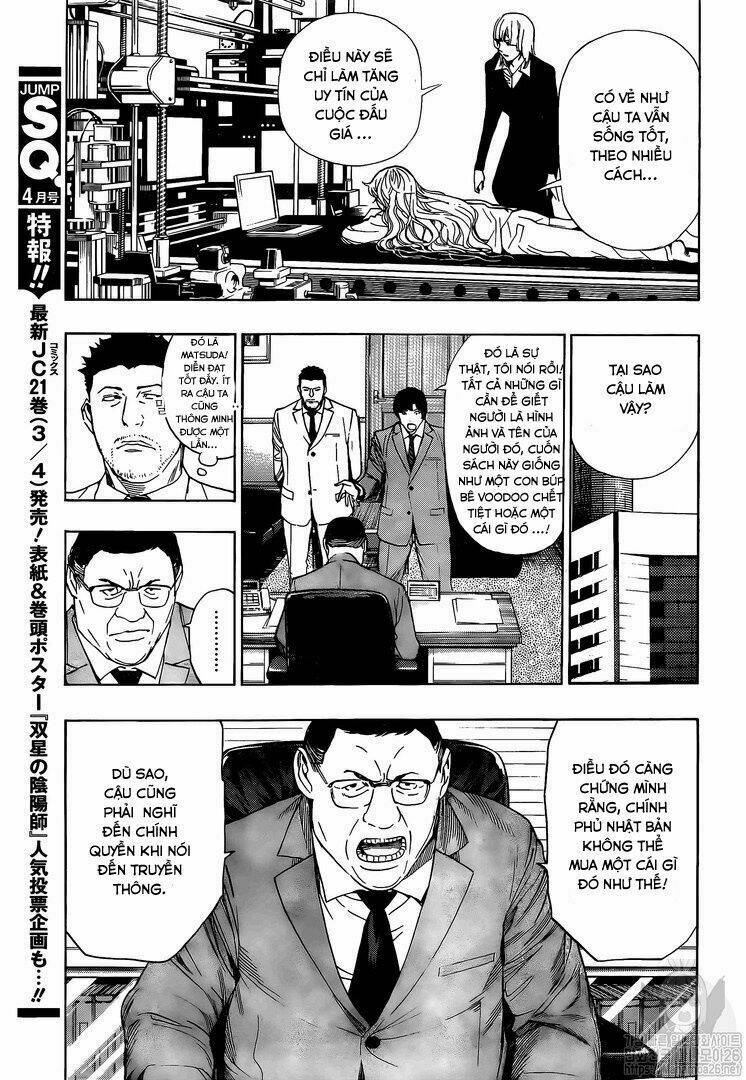 CÓ VẺ NHƯ
CẬU TA VẪN
SỐNG TỐT,
THEO NHIỀU
CÁCH...
ĐIỀU NÀY SẼ
CHỈ LÀM TĂNG
UY TÍN CỦA
CUỘC ĐẤU
GIÁ ...
TẠI SAO
CẬU LÀM
VẬY?
ĐÓ LÀ SỰ
THẬT, TÔI NÓI RỒI!
TẤT CẢ NHỮNG GÌ
CẦN ĐỂ GIẾT
NGƯỜI LÀ HÌNH
ẢNH VÀ TÊN CỦA
NGƯỜI ĐÓ, CUỐN
SÁCH NÀY GIỐNG
NHƯ MỘT CON BÚP
BÊ VOODOO CHẾT
TIỆT HOẶC MỘT
CÁI GÌ ĐÓ ...!
ĐÓ LÀ
MATSUDA!
DIỄN ĐẠT
TỐT ĐẤY. ÍT
RA CẬU TA
CŨNG
THÔNG MINH
ĐƯỢC MỘT
LẦN...
.........
ĐIỀU ĐÓ CÀNG
CHỨNG MÌNH
RẰNG, CHÍNH
PHỦ NHẬT BẢN
KHÔNG THỂ
MUA MỘT CÁI GÌ
ĐÓ NHƯ THẾ!
DÙ SAO,
CẬU CŨNG
PHẢI NGHĨ
ĐẾN CHÍNH
QUYỀN KHI NÓI
ĐẾN TRUYỀN
THÔNG.
JUMP
SQ
4月号
特報!!
最新JC21巻(3/4)発売!表紙&巻頭ポスター『双星の陰陽師』人気投票企画も…!!
コミックス